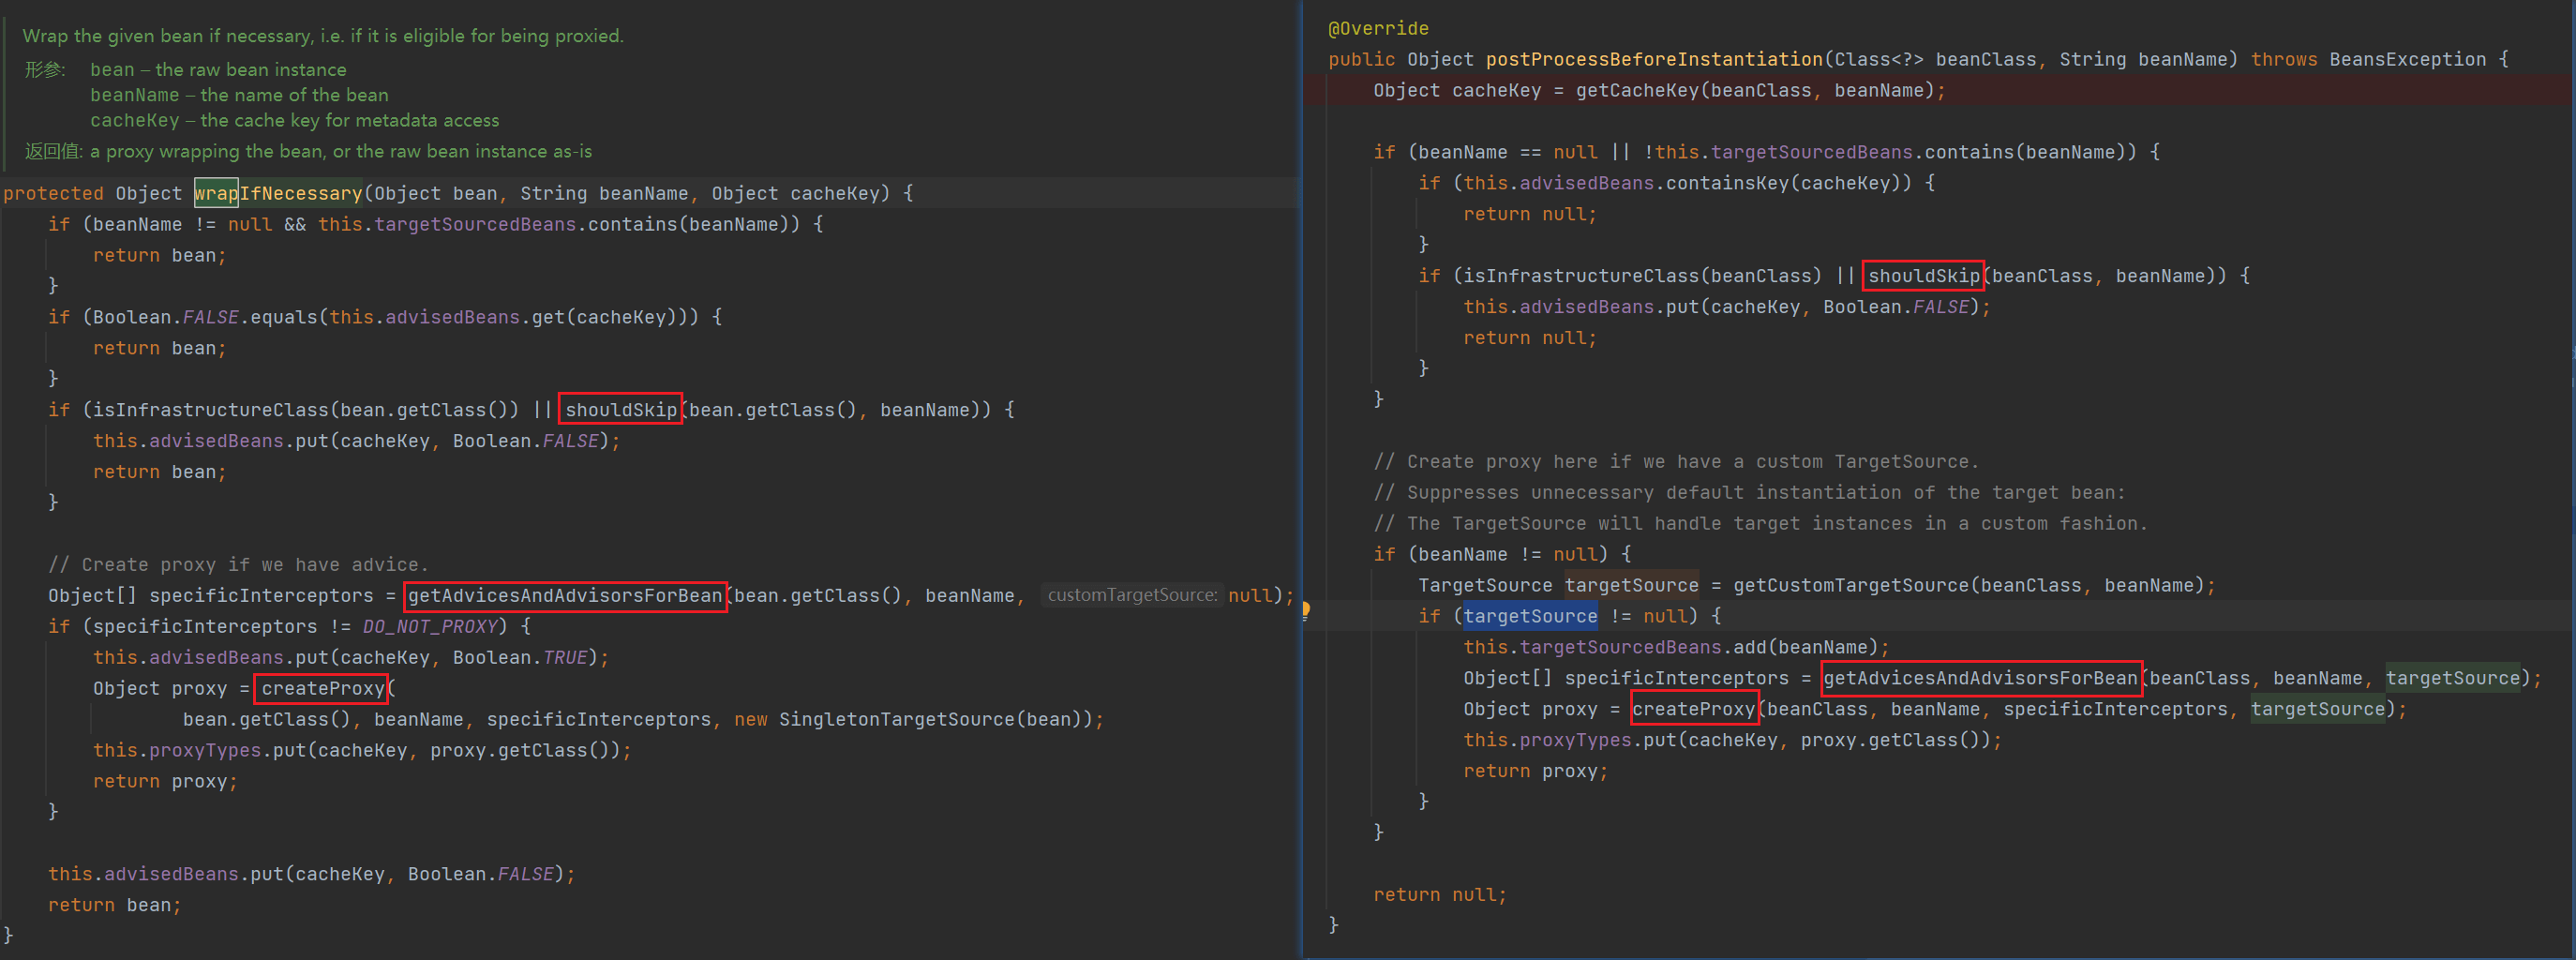 Wrap the given bean if necessary, i.e. if it is eligible for being proxied.
形参: bean – the raw bean instance
beanName – the name of the bean
cacheKey – the cache key for metadata access
返回值: a proxy wrapping the bean, or the raw bean instance as-is
protected Object wrapIfNecessary(Object bean, String beanName, Object cacheKey) {
    if (beanName != null && this.targetSourcedBeans.contains(beanName)) {
        return bean;
    }
    if (Boolean.FALSE.equals(this.advisedBeans.get(cacheKey))) {
        return bean;
    }
    if (isInfrastructureClass(bean.getClass()) || shouldSkip(bean.getClass(), beanName)) {
        this.advisedBeans.put(cacheKey, Boolean.FALSE);
        return bean;
    }
    // Create proxy if we have advice.
    Object[] specificInterceptors = getAdvicesAndAdvisorsForBean(bean.getClass(), beanName, customTargetSource: null);
    if (specificInterceptors != DO_NOT_PROXY) {
        this.advisedBeans.put(cacheKey, Boolean.TRUE);
        Object proxy = createProxy(
                bean.getClass(), beanName, specificInterceptors, new SingletonTargetSource(bean));
        this.proxyTypes.put(cacheKey, proxy.getClass());
        return proxy;
    }
    this.advisedBeans.put(cacheKey, Boolean.FALSE);
    return bean;
}
@Override
public Object postProcessBeforeInstantiation(Class<?> beanClass, String beanName) throws BeansException {
    Object cacheKey = getCacheKey(beanClass, beanName);
    if (beanName == null || !this.targetSourcedBeans.contains(beanName)) {
        if (this.advisedBeans.containsKey(cacheKey)) {
            return null;
        }
        if (isInfrastructureClass(beanClass) || shouldSkip(beanClass, beanName)) {
            this.advisedBeans.put(cacheKey, Boolean.FALSE);
            return null;
        }
    }
    // Create proxy here if we have a custom TargetSource.
    // Suppresses unnecessary default instantiation of the target bean:
    // The TargetSource will handle target instances in a custom fashion.
    if (beanName != null) {
        TargetSource targetSource = getCustomTargetSource(beanClass, beanName);
        if (targetSource != null) {
            this.targetSourcedBeans.add(beanName);
            Object[] specificInterceptors = getAdvicesAndAdvisorsForBean(beanClass, beanName, targetSource);
            Object proxy = createProxy(beanClass, beanName, specificInterceptors, targetSource);
            this.proxyTypes.put(cacheKey, proxy.getClass());
            return proxy;
        }
    }
    return null;
}